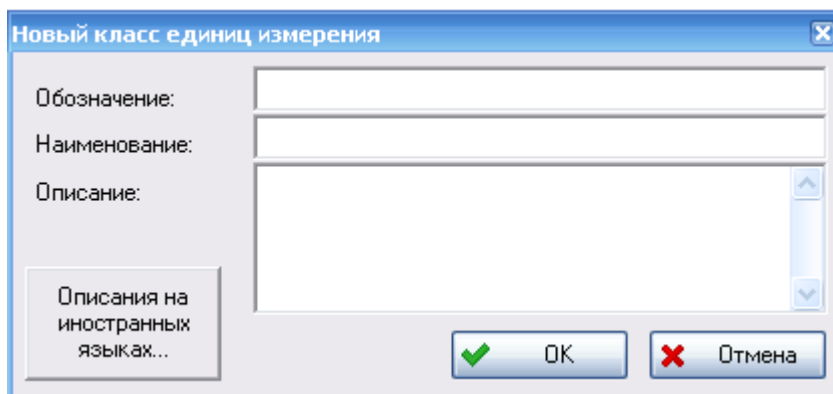 Новый класс единиц измерения
Обозначение:
Наименование:
Описание:
Описания на
иностранных
языках...
OK
Отмена